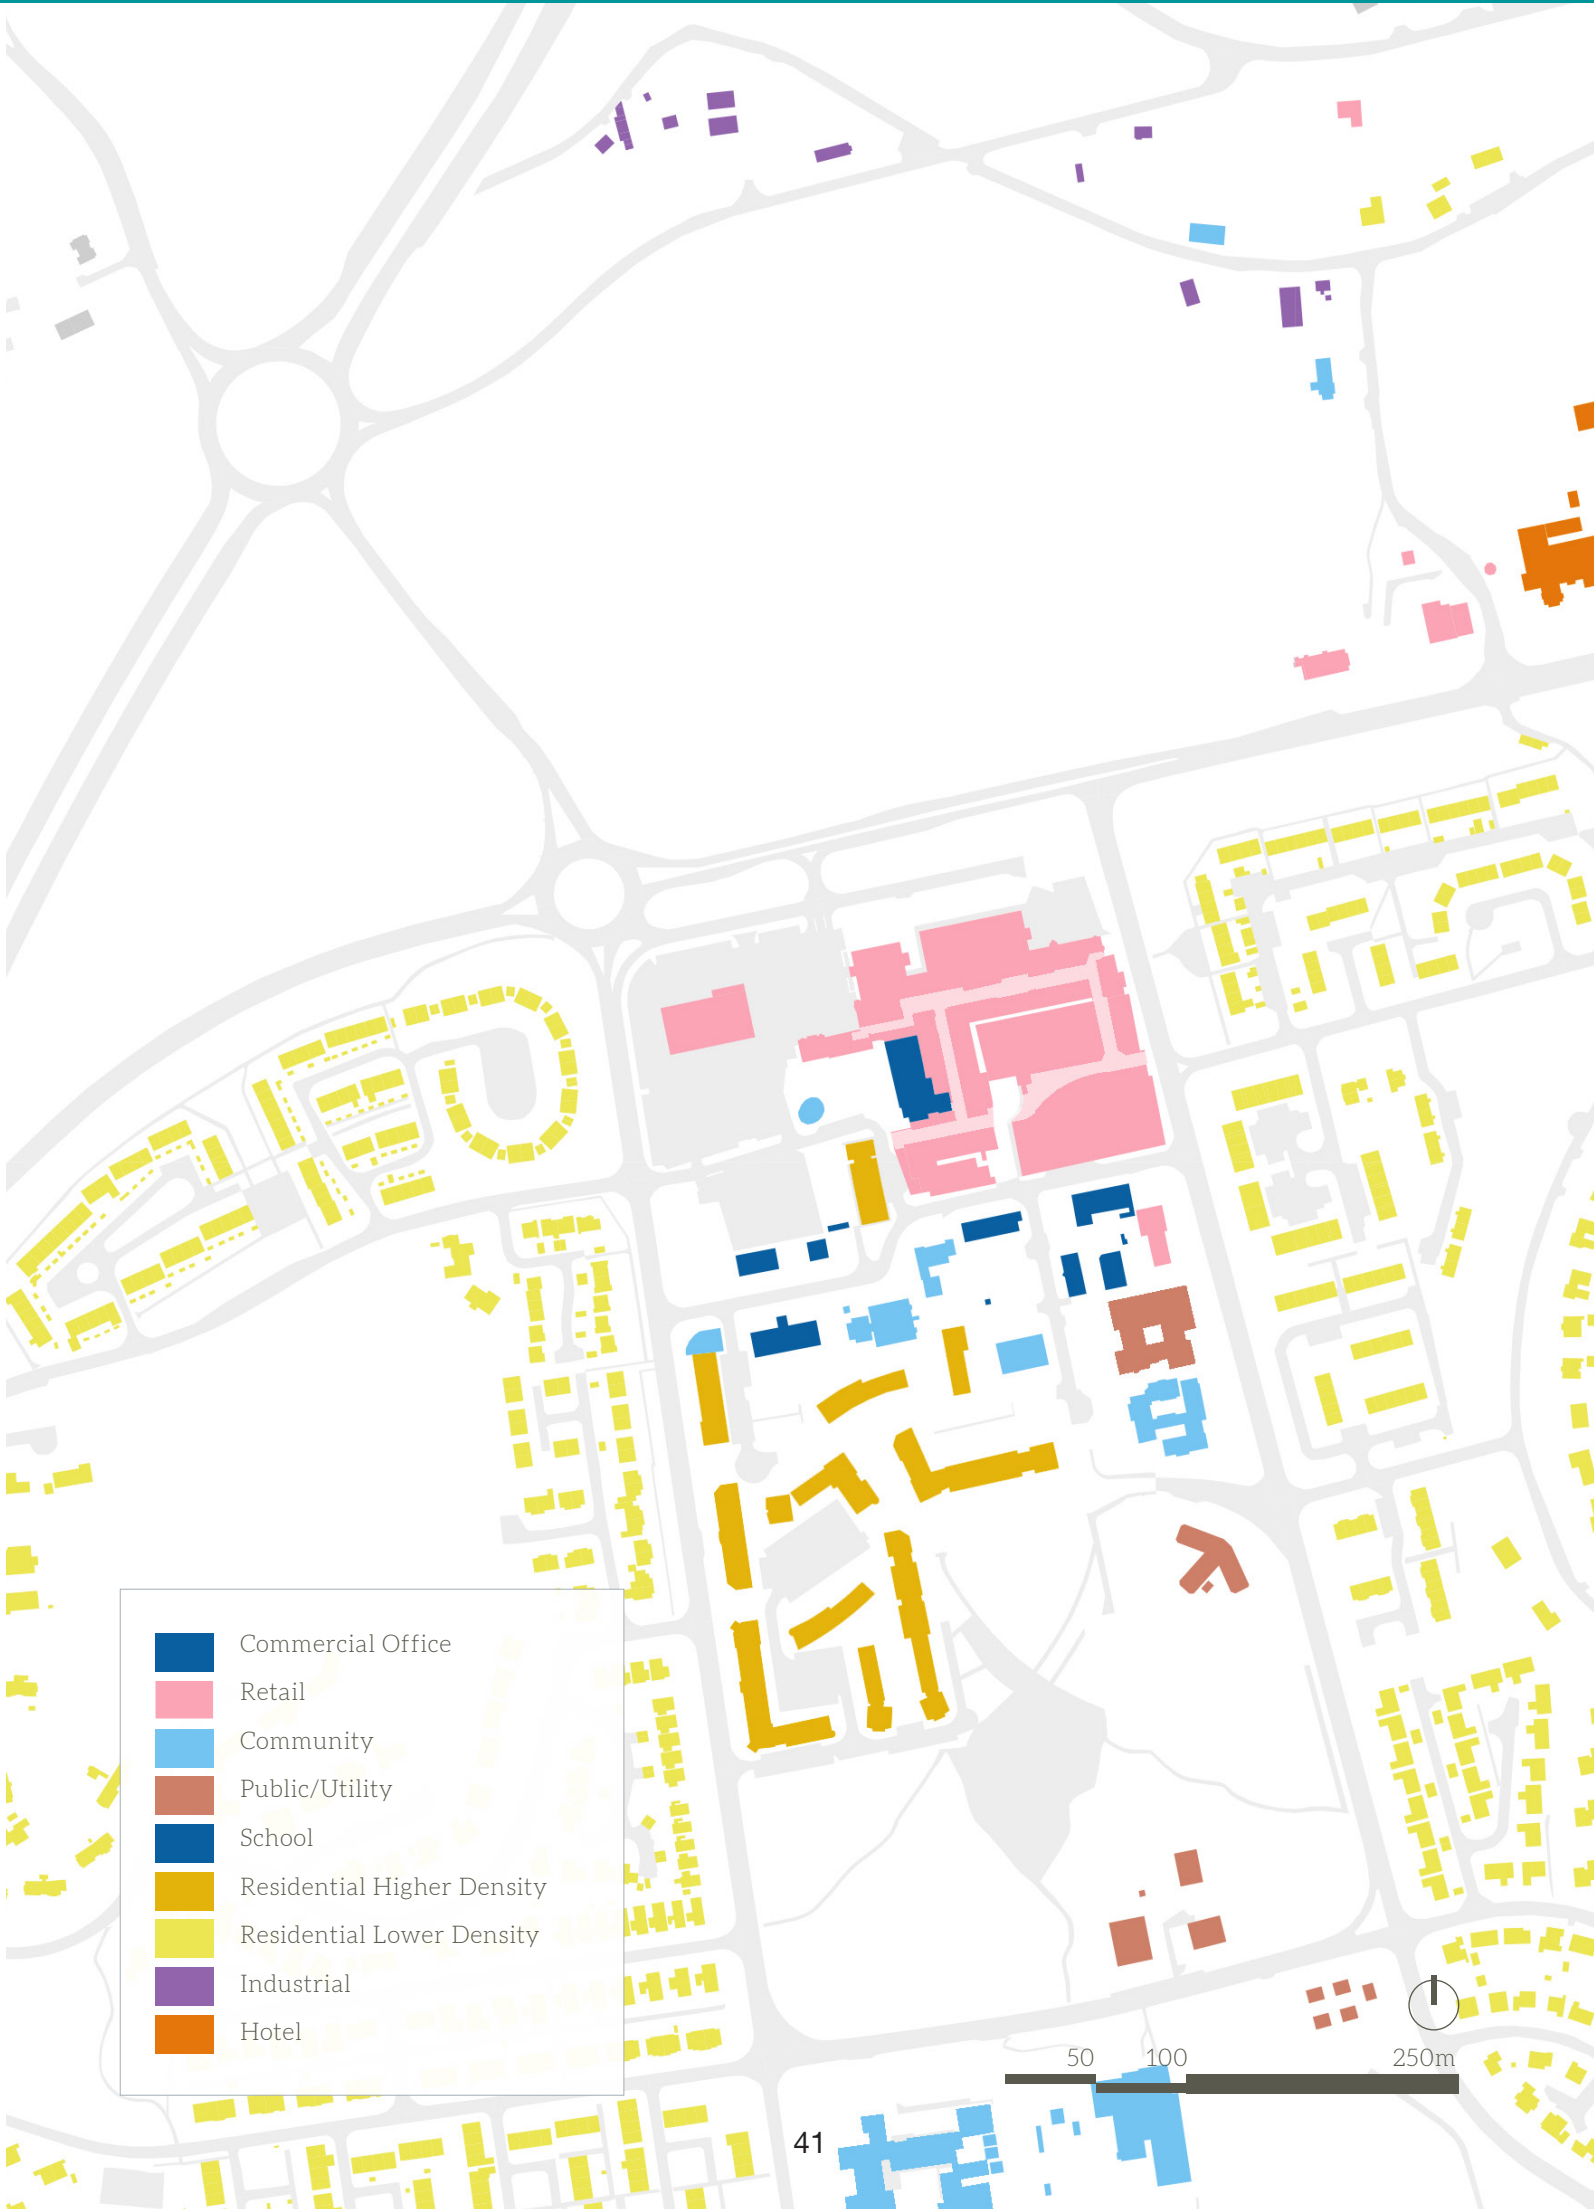 Commercial Office
Retail
Community
Public/Utility
School
Residential Higher Density
Residential Lower Density
Industrial
Hotel
50 100 250m
41